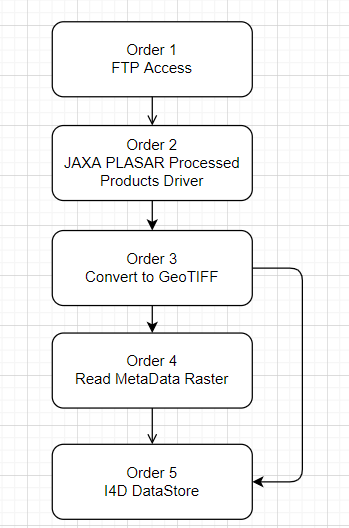 Order 1
FTP Access
Order 2
JAXA PLASAR Processed
Products Driver
Order 3
Convert to GeoTIFF
Order 4
Read MetaData Raster
Order 5
I4D DataStore